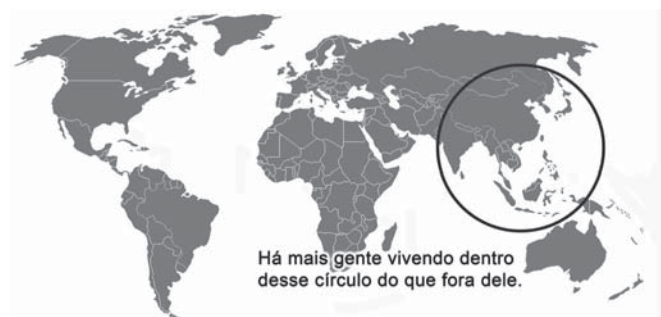 Há mais gente vivendo dentro
desse círculo do que fora dele.